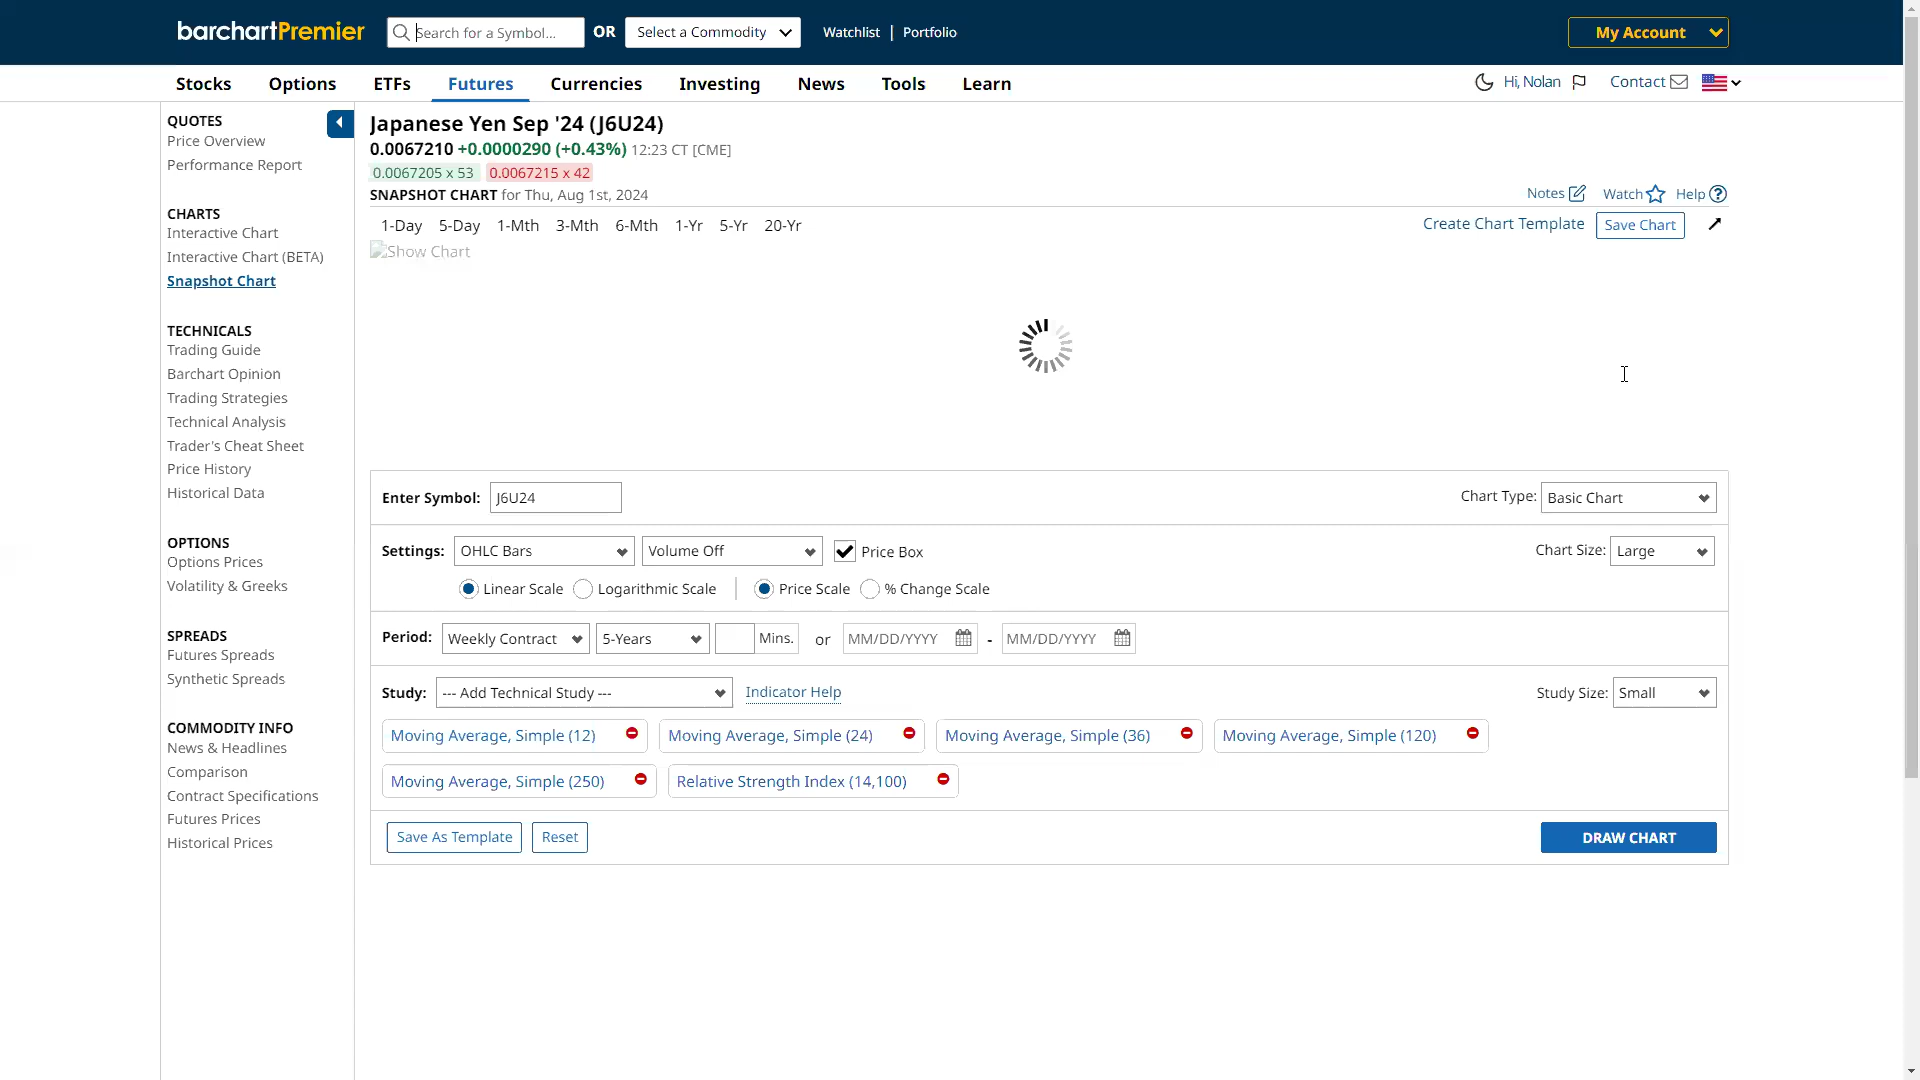 barchartPremier Search for a Symbol... OR Select a Commodity Watchlist | Portfolio My Account
Stocks Options ETFs Futures Currencies Investing News Tools Learn Hi, Nolan Contact
QUOTES
Price Overview
Performance Report
CHARTS
Interactive Chart
Interactive Chart (BETA)
Snapshot Chart
TECHNICALS
Trading Guide
Barchart Opinion
Trading Strategies
Technical Analysis
Trader's Cheat Sheet
Price History
Historical Data
OPTIONS
Options Prices
Volatility & Greeks
SPREADS
Futures Spreads
Synthetic Spreads
COMMODITY INFO
News & Headlines
Comparison
Contract Specifications
Futures Prices
Historical Prices
Japanese Yen Sep '24 (J6U24)
0.0067210 +0.0000290 (+0.43%) 12:23 CT [CME]
0.0067205 x 53 0.0067215 x 42
SNAPSHOT CHART for Thu, Aug 1st, 2024 Notes Watch Help ?
1-Day 5-Day 1-Mth 3-Mth 6-Mth 1-Yr 5-Yr 20-Yr Create Chart Template Save Chart
Show Chart
Enter Symbol: J6U24 Chart Type: Basic Chart
Settings: OHLC Bars Volume Off Price Box Chart Size: Large
Linear Scale Logarithmic Scale | Price Scale % Change Scale
Period: Weekly Contract 5-Years Mins. or MM/DD/YYYY - MM/DD/YYYY
Study: --- Add Technical Study --- Indicator Help Study Size: Small
Moving Average, Simple (12) Moving Average, Simple (24) Moving Average, Simple (36) Moving Average, Simple (120)
Moving Average, Simple (250) Relative Strength Index (14,100)
Save As Template Reset DRAW CHART